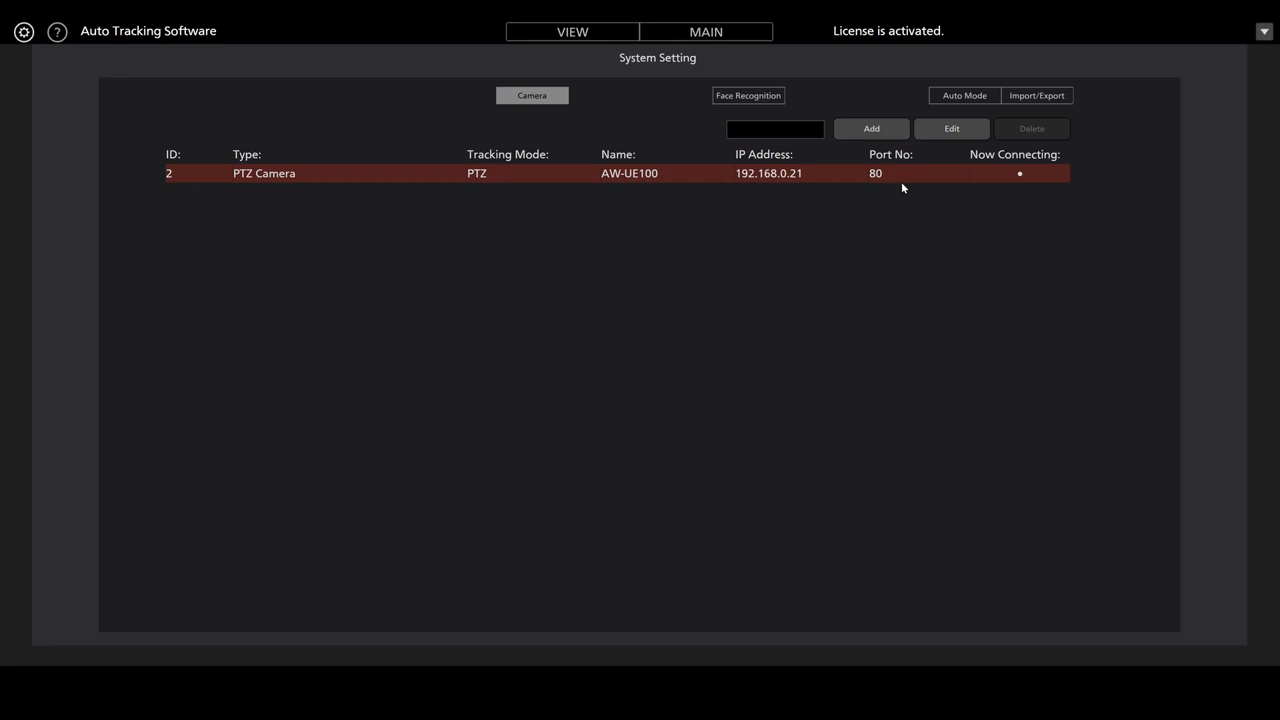 ? Auto Tracking Software VIEW MAIN License is activated.
System Setting
Camera Face Recognition Auto Mode Import/Export
Add Edit Delete
ID: Type: Tracking Mode: Name: IP Address: Port No: Now Connecting:
2 PTZ Camera PTZ AW-UE100 192.168.0.21 80 •